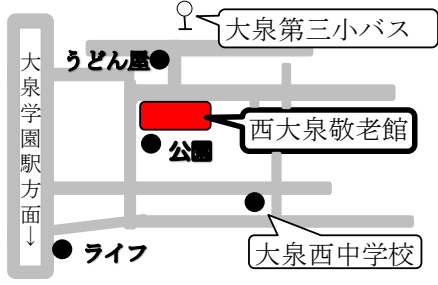 大泉第三小バス
うどん屋
大泉学園駅方面→
西大泉敬老館
公園
大泉西中学校
ライフ